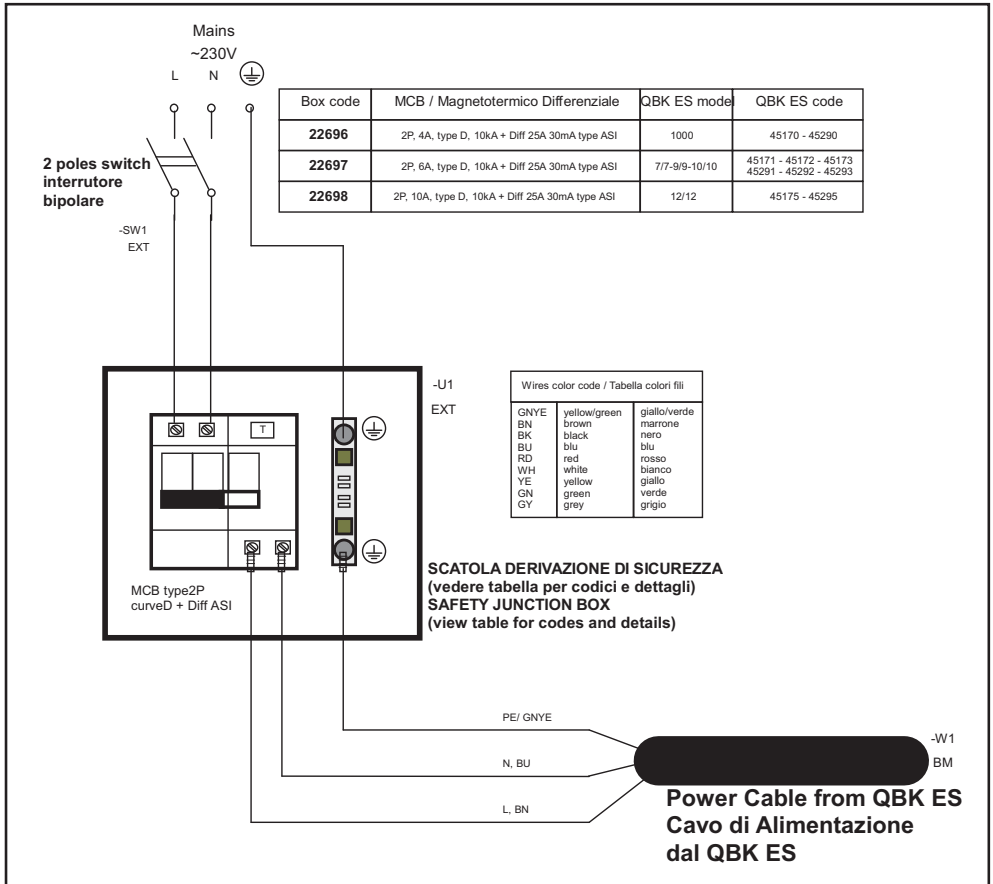 Mains
~230V
L N
2 poles switch
interrutore
bipolare
-SW1
EXT
Box code MCB / Magnetotermico Differenziale QBK ES model QBK ES code
22696 2P, 4A, type D, 10kA + Diff 25A 30mA type ASI 1000 45170 - 45290
22697 2P, 6A, type D, 10kA + Diff 25A 30mA type ASI 7/7-9/9-10/10 45171 - 45172 - 45173
45291 - 45292 - 45293
22698 2P, 10A, type D, 10kA + Diff 25A 30mA type ASI 12/12 45175 - 45295
-U1
EXT
T
MCB type2P
curveD + Diff ASI
Wires color code / Tabella colori fili
GNYE yellow/green giallo/verde
BN brown marrone
BK black nero
BU blu blu
RD red rosso
WH white bianco
YE yellow giallo
GN green verde
GY grey grigio
SCATOLA DERIVAZIONE DI SICUREZZA
(vedere tabella per codici e dettagli)
SAFETY JUNCTION BOX
(view table for codes and details)
PE/ GNYE
N, BU
L, BN
-W1
BM
Power Cable from QBK ES
Cavo di Alimentazione
dal QBK ES